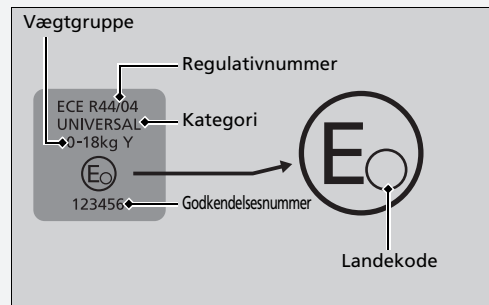 Vægtgruppe
Regulativnummer
ECE R44/04
UNIVERSAL
Kategori
0-18kg Y
E
E
123456
Godkendelsesnummer
Landekode